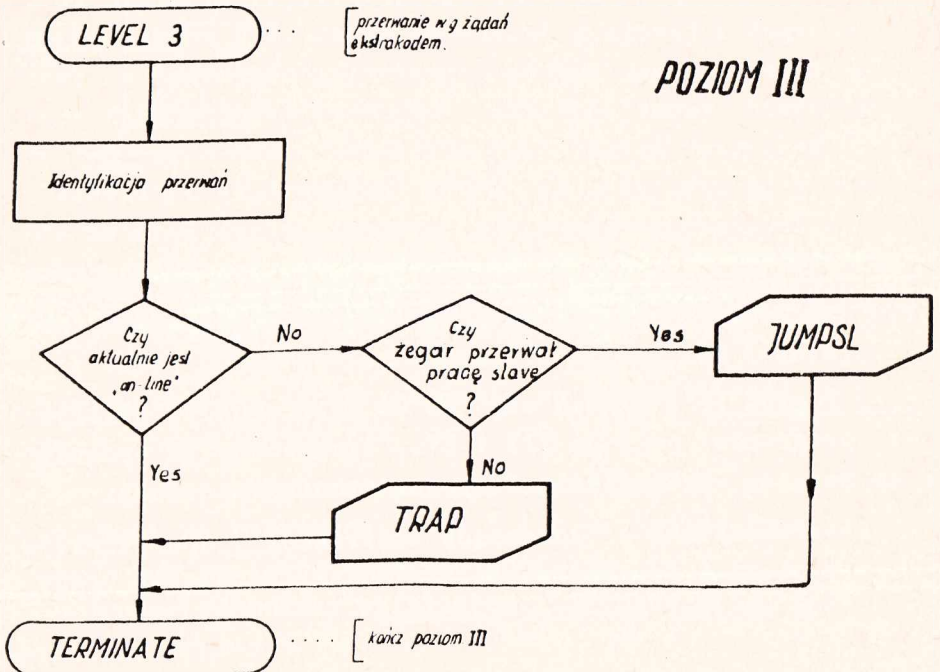 LEVEL 3
przerwanie wg żądań
ekstrakodem.
POZIOM III
Identyfikacja przerwań
Czy
aktualnie jest
„on-line"
?
No
Czy
zegar przerwał
pracę slave
?
Yes
JUMPSL
Yes
No
TRAP
TERMINATE
kończ poziom III